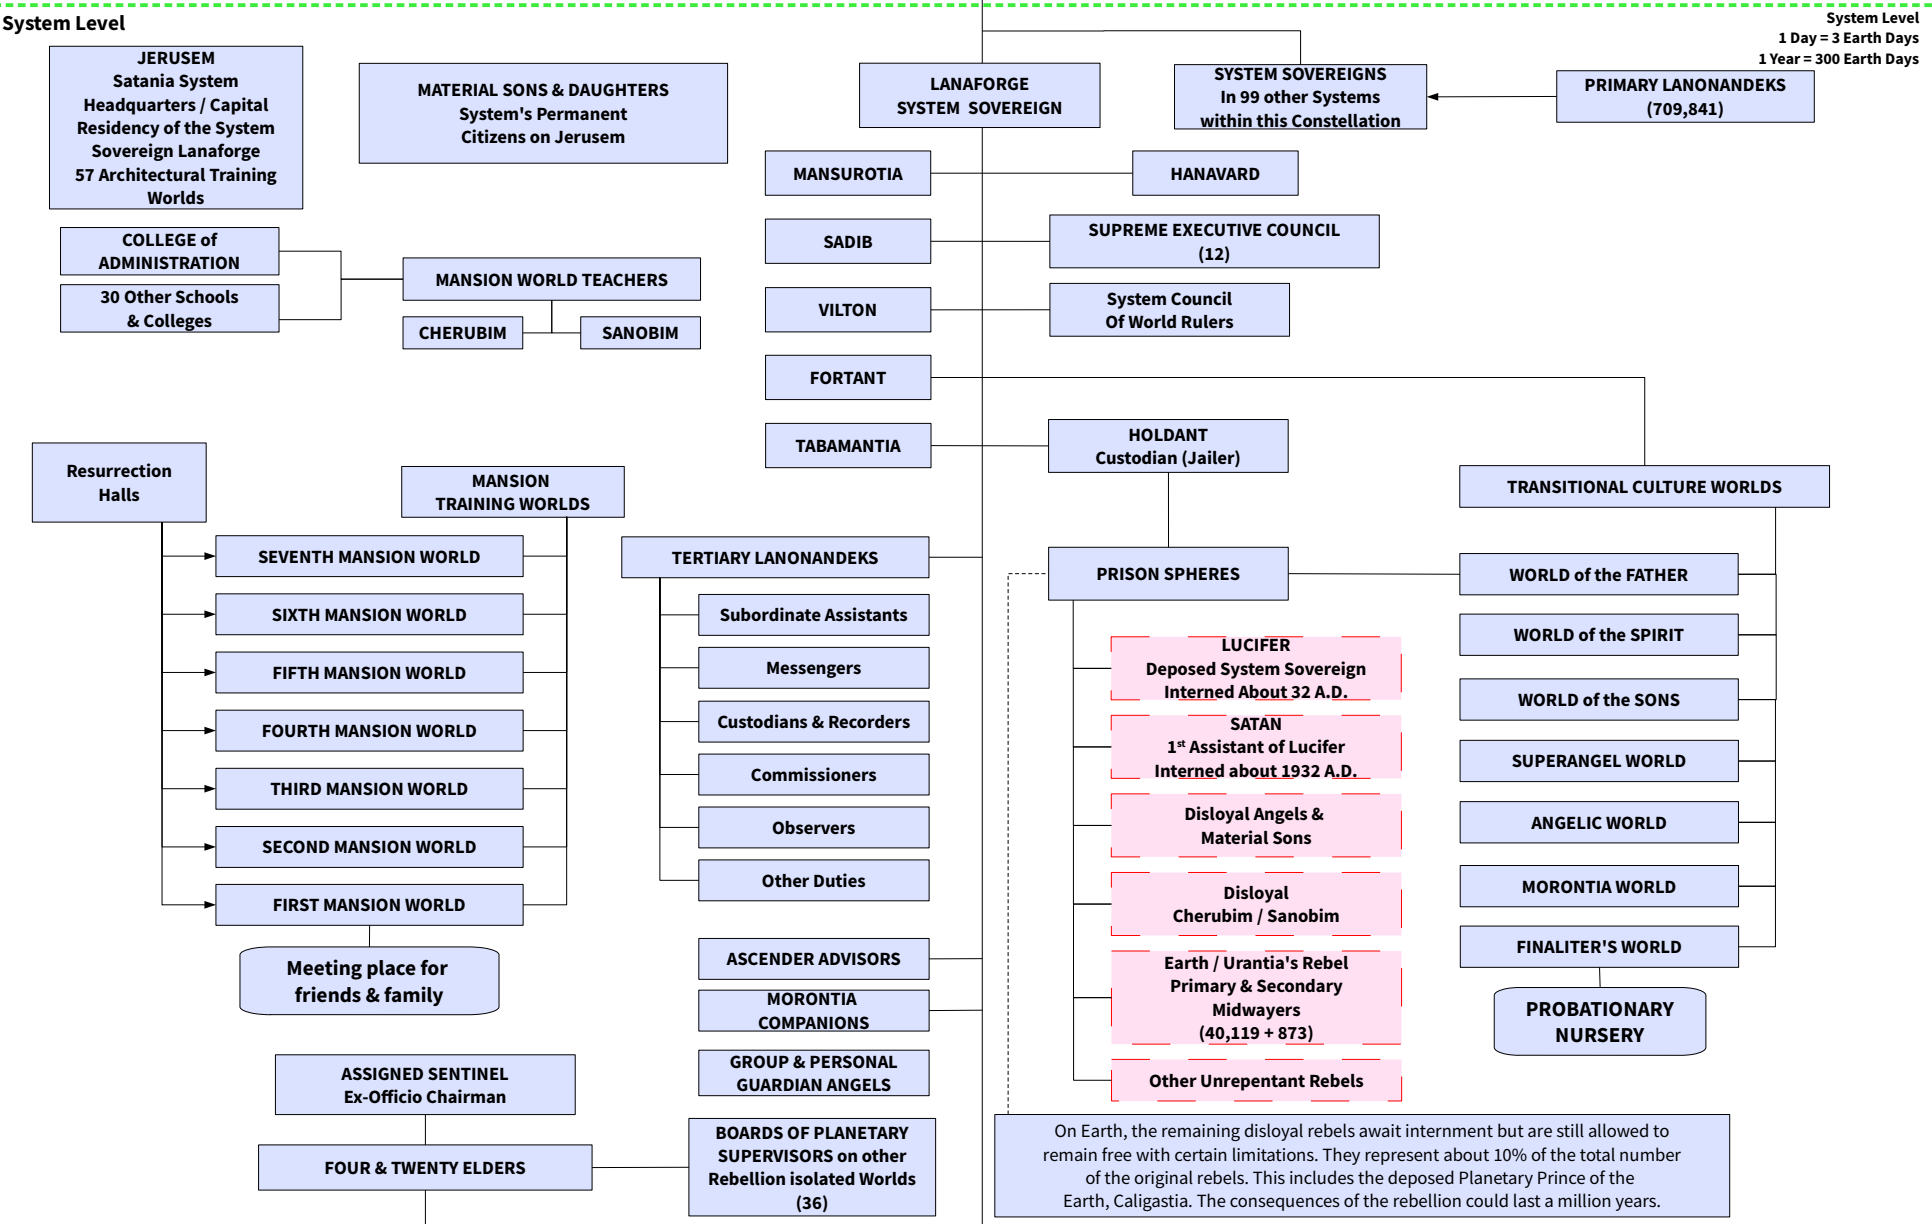 System Level
System Level
1 Day = 3 Earth Days
1 Year = 300 Earth Days
JERUSEM
Satania System
Headquarters / Capital
Residency of the System
Sovereign Lanaforge
57 Architectural Training
Worlds
MATERIAL SONS & DAUGHTERS
System's Permanent
Citizens on Jerusem
LANAFORGE
SYSTEM SOVEREIGN
SYSTEM SOVEREIGNS
In 99 other Systems
within this Constellation
PRIMARY LANONANDEKS
(709,841)
MANSUROTIA
HANAVARD
COLLEGE of
ADMINISTRATION
30 Other Schools
& Colleges
MANSION WORLD TEACHERS
CHERUBIM
SANOBIM
SADIB
SUPREME EXECUTIVE COUNCIL
(12)
VILTON
System Council
Of World Rulers
FORTANT
TABAMANTIA
HOLDANT
Custodian (Jailer)
Resurrection
Halls
MANSION
TRAINING WORLDS
SEVENTH MANSION WORLD
SIXTH MANSION WORLD
FIFTH MANSION WORLD
FOURTH MANSION WORLD
THIRD MANSION WORLD
SECOND MANSION WORLD
FIRST MANSION WORLD
Meeting place for
friends & family
TERTIARY LANONANDEKS
Subordinate Assistants
Messengers
Custodians & Recorders
Commissioners
Observers
Other Duties
ASCENDER ADVISORS
MORONTIA
COMPANIONS
GROUP & PERSONAL
GUARDIAN ANGELS
PRISON SPHERES
LUCIFER
Deposed System Sovereign
Interned About 32 A.D.
SATAN
1st Assistant of Lucifer
Interned about 1932 A.D.
Disloyal Angels &
Material Sons
Disloyal
Cherubim / Sanobim
Earth / Urantia's Rebel
Primary & Secondary
Midwayers
(40,119 + 873)
Other Unrepentant Rebels
TRANSITIONAL CULTURE WORLDS
WORLD of the FATHER
WORLD of the SPIRIT
WORLD of the SONS
SUPERANGEL WORLD
ANGELIC WORLD
MORONTIA WORLD
FINALITER'S WORLD
PROBATIONARY
NURSERY
ASSIGNED SENTINEL
Ex-Officio Chairman
FOUR & TWENTY ELDERS
BOARDS OF PLANETARY
SUPERVISORS on other
Rebellion isolated Worlds
(36)
On Earth, the remaining disloyal rebels await internment but are still allowed to
remain free with certain limitations. They represent about 10% of the total number
of the original rebels. This includes the deposed Planetary Prince of the
Earth, Caligastia. The consequences of the rebellion could last a million years.